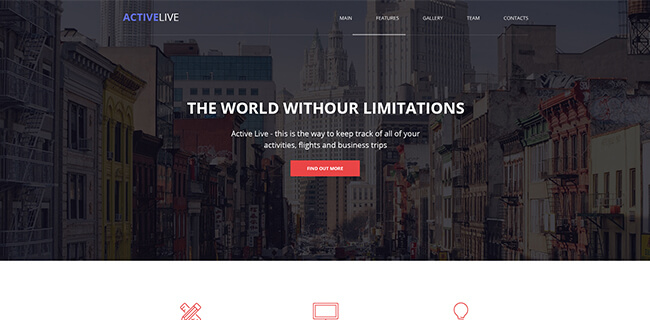 ACTIVELIVE
MAIN FEATURES GALLERY TEAM CONTACTS
THE WORLD WITHOUR LIMITATIONS
Active Live - this is the way to keep track of all of your
activities, flights and business trips
FIND OUT MORE